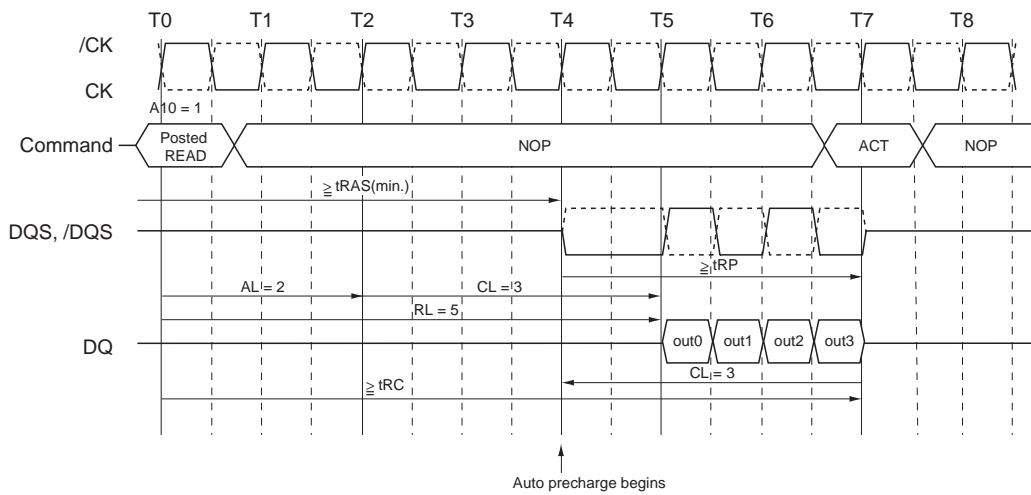 T0 T1 T2 T3 T4 T5 T6 T7 T8
/CK
CK
A10 = 1
Command
Posted
READ
NOP
ACT
NOP
≧ tRAS(min.)
DQS, /DQS
≧ tRP
AL = 2
CL = 3
RL = 5
DQ
out0 out1 out2 out3
CL = 3
≧ tRC
Auto precharge begins